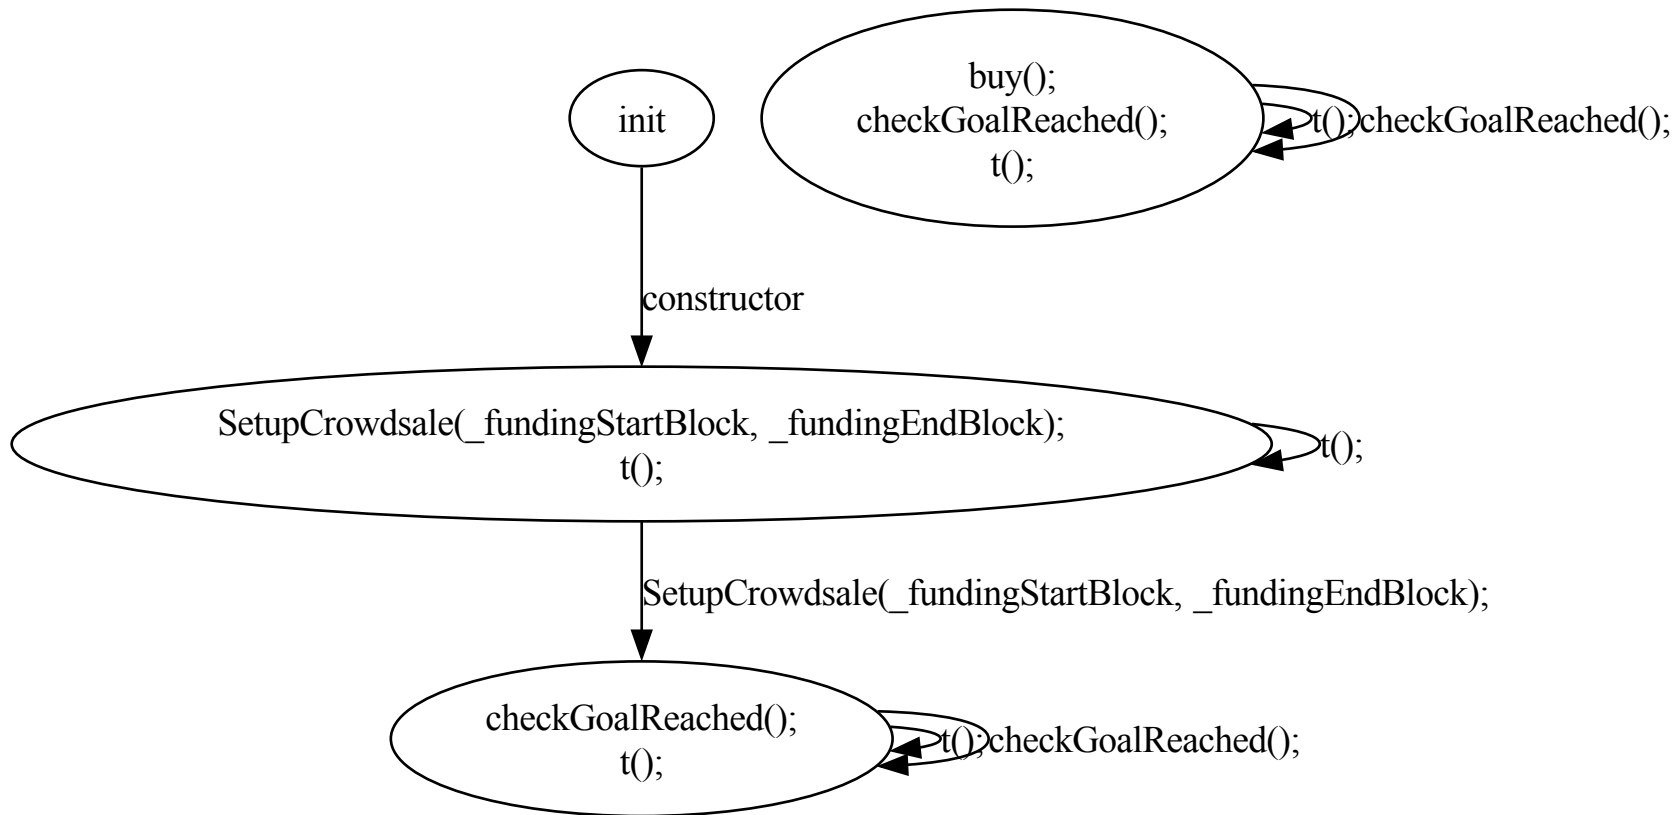 init
buy();
checkGoalReached();
t();
t();
checkGoalReached();
constructor
SetupCrowdsale(_fundingStartBlock, _fundingEndBlock);
t();
t();
SetupCrowdsale(_fundingStartBlock, _fundingEndBlock);
checkGoalReached();
t();
t();
checkGoalReached();